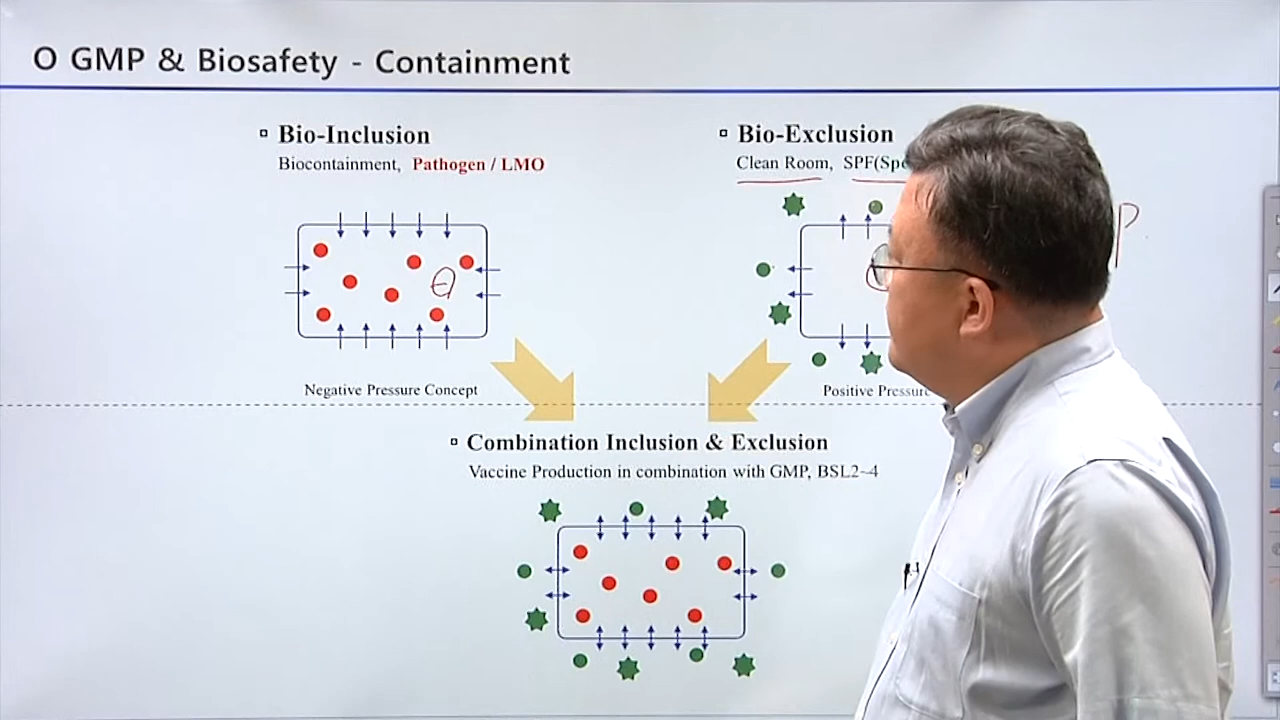 O GMP & Biosafety - Containment
Bio-Inclusion
Biocontainment, Pathogen / LMO
Negative Pressure Concept
Bio-Exclusion
Clean Room, SPF(Spe
P
Positive Pressure
Combination Inclusion & Exclusion
Vaccine Production in combination with GMP, BSL2~4